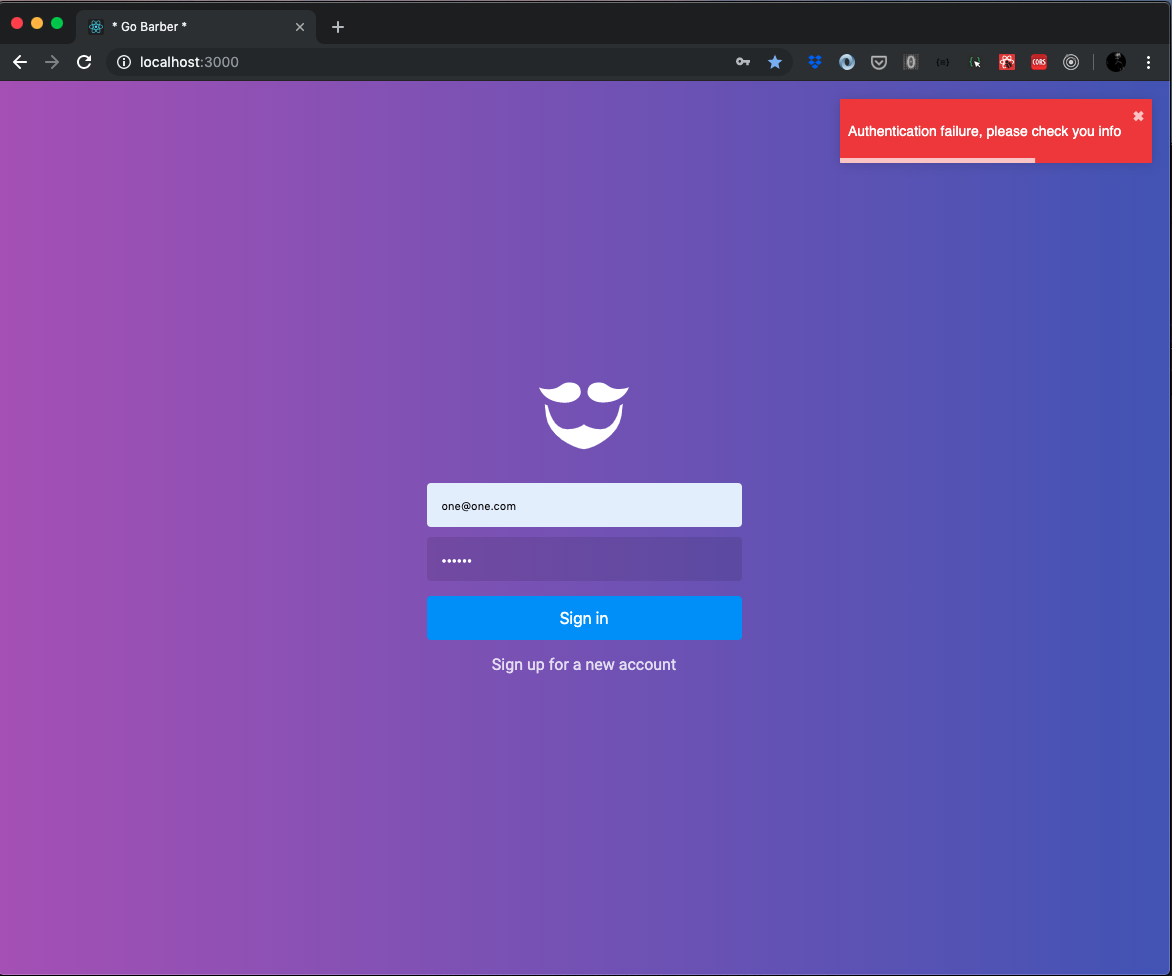 * Go Barber *
localhost:3000
CORS
Authentication failure, please check you info
one@one.com
••••••
Sign in
Sign up for a new account